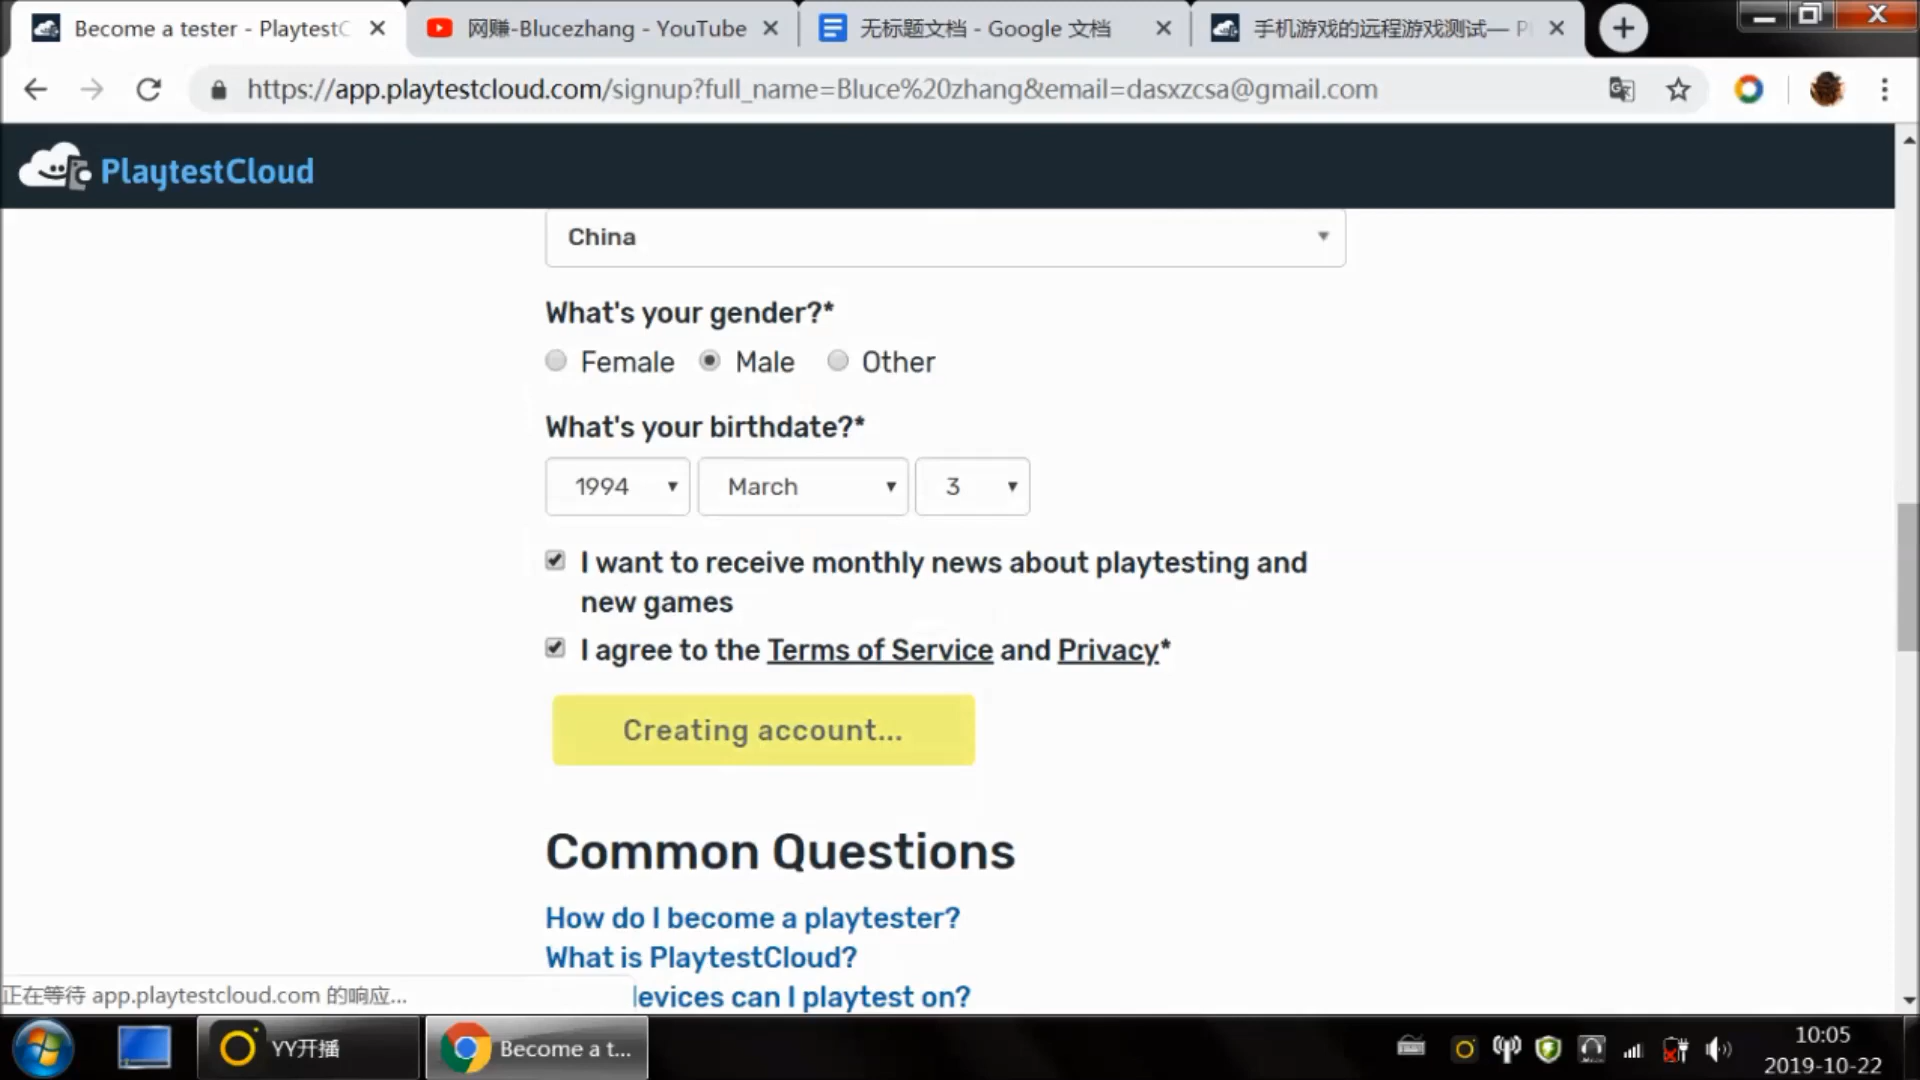 Become a tester - PlaytestC
网赚-Blucezhang - YouTube
无标题文档 - Google 文档
手机游戏的远程游戏测试— Pl
https://app.playtestcloud.com/signup?full_name=Bluce%20zhang&email=dasxzcsa@gmail.com
PlaytestCloud
China
What's your gender?*
Female Male Other
What's your birthdate?*
1994 March 3
I want to receive monthly news about playtesting and
new games
I agree to the Terms of Service and Privacy*
Creating account...
Common Questions
How do I become a playtester?
What is PlaytestCloud?
devices can I playtest on?
正在等待 app.playtestcloud.com 的响应...
YY开播
Become a t...
10:05
2019-10-22